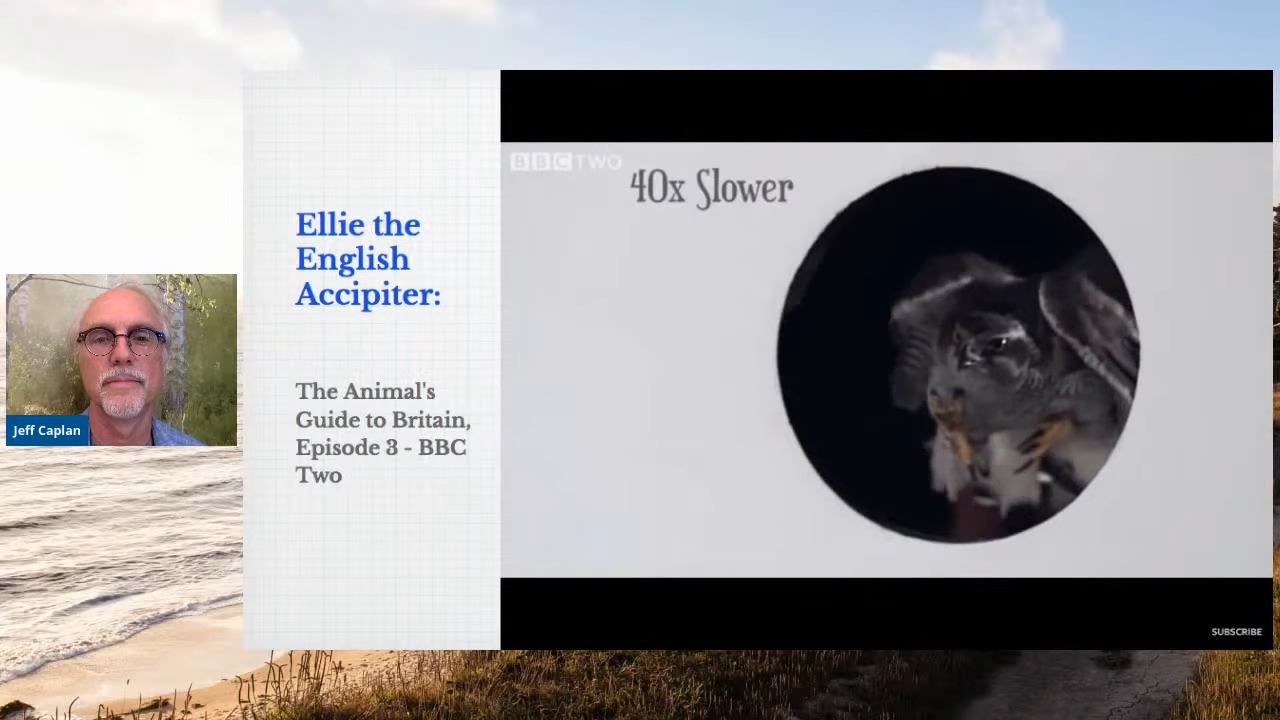 Ellie the
English
Accipiter:
The Animal's
Guide to Britain,
Episode 3 - BBC
Two
BBC TWO
40x Slower
Jeff Caplan
SUBSCRIBE